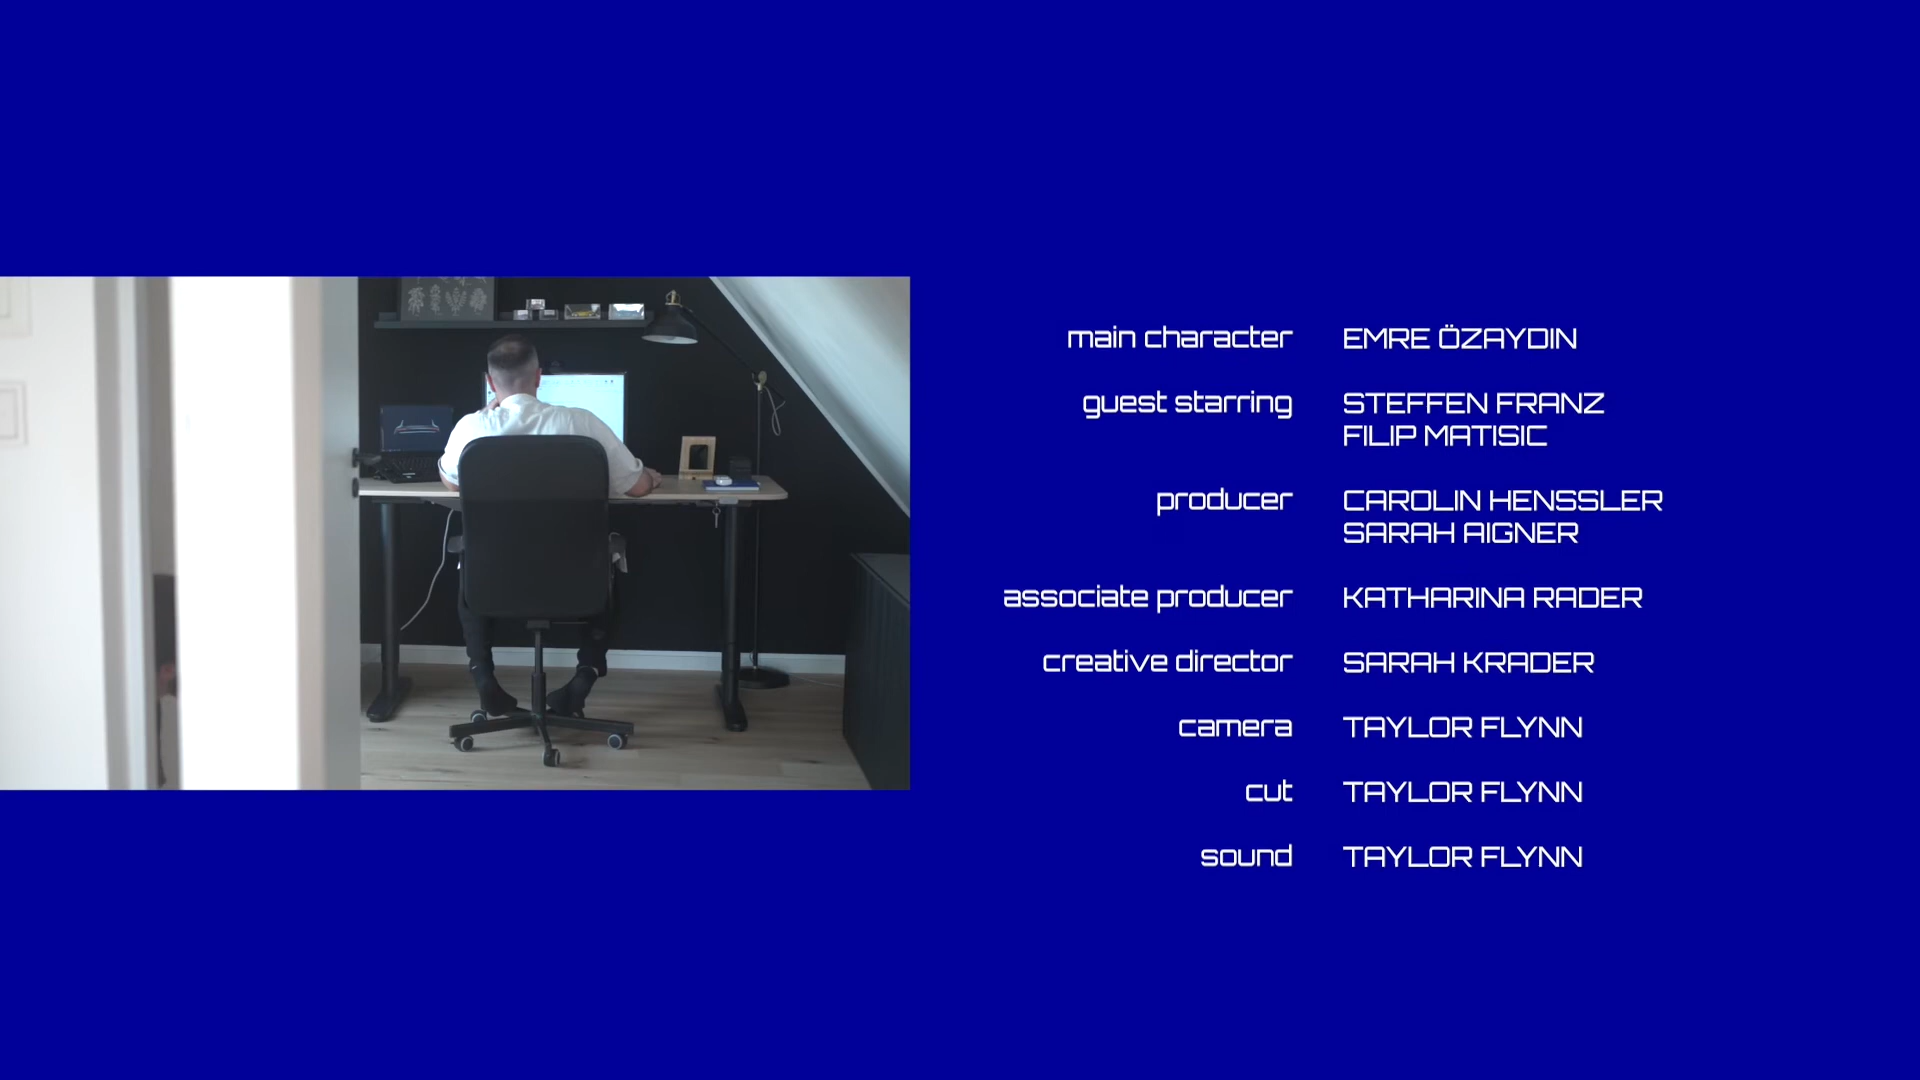 main character EMRE ÖZAYDIN
guest starring STEFFEN FRANZ
FILIP MATISIC
producer CAROLIN HENSSLER
SARAH AIGNER
associate producer KATHARINA RADER
creative director SARAH KRADER
camera TAYLOR FLYNN
cut TAYLOR FLYNN
sound TAYLOR FLYNN